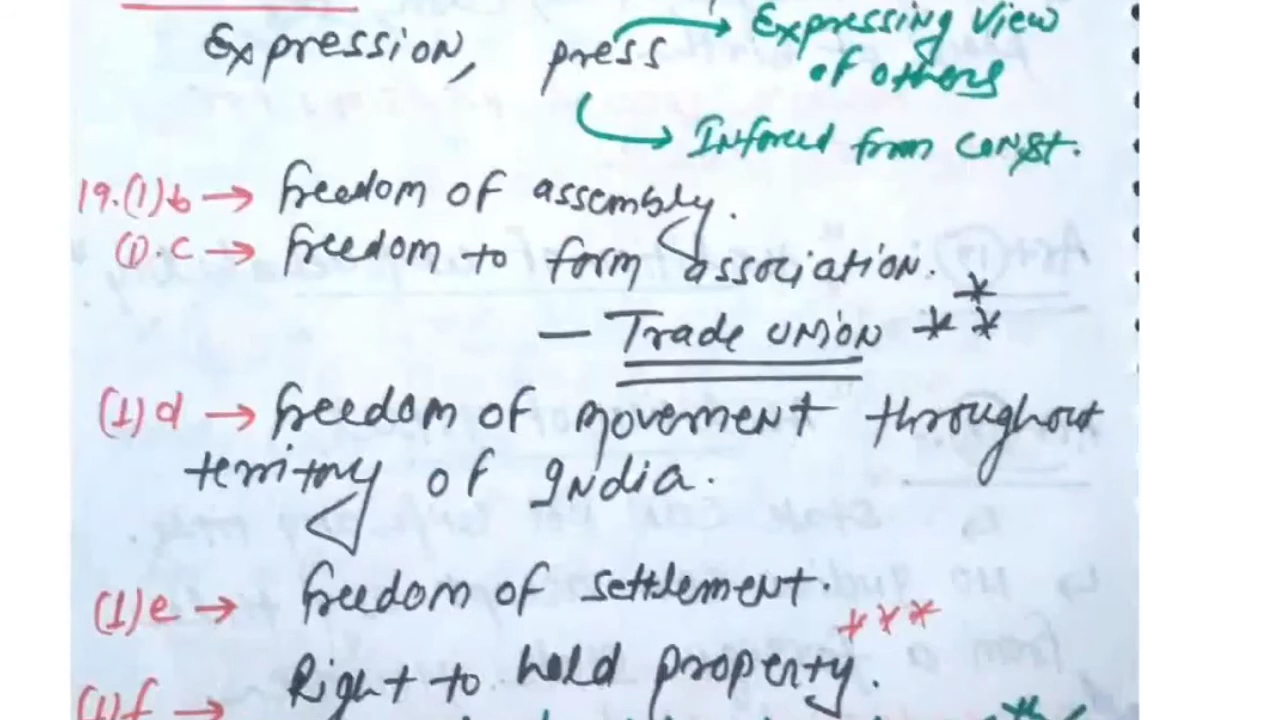 Expression, press → Expressing view
of others
→ Inforced from const.
19.(1)b → freedom of assembly.
(1).c → freedom to form association.
— Trade union ***
(1)d → freedom of movement throughout
territory of India.
(1)e → freedom of settlement.
(1)f → Right to hold property. ***